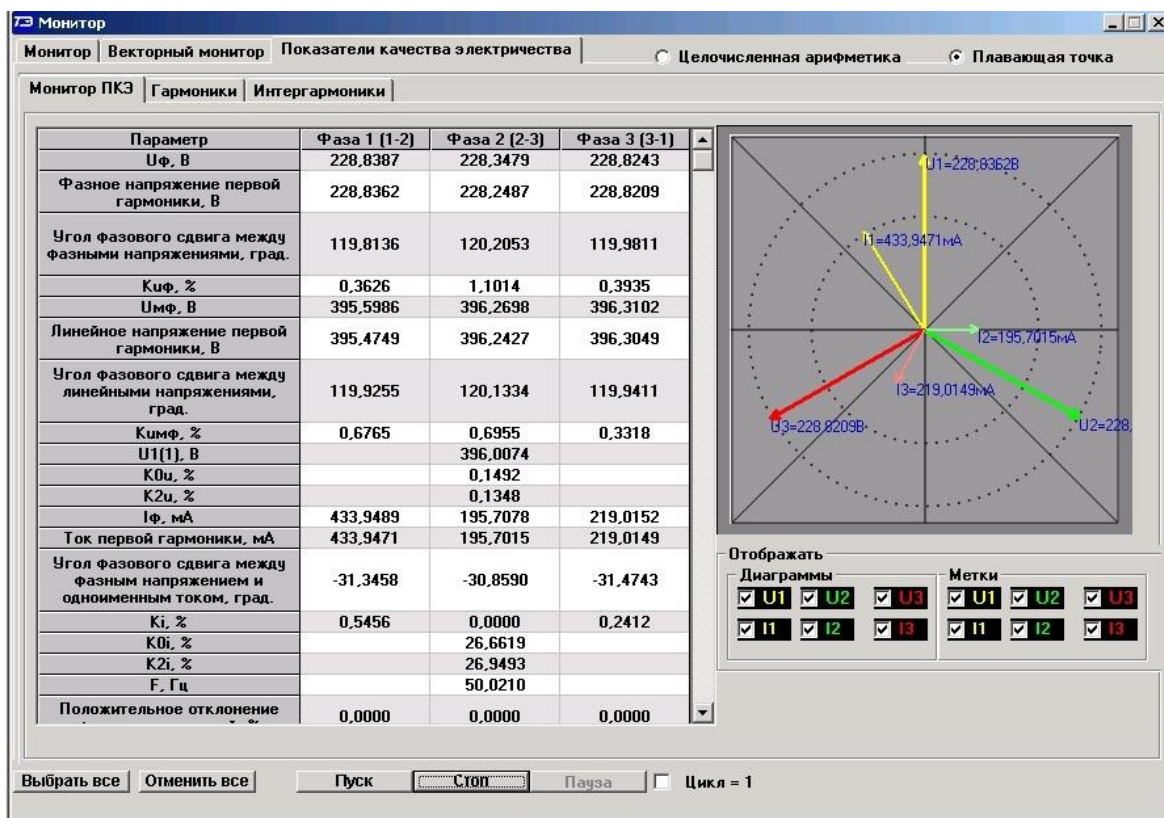 ТЭ Монитор
Монитор Векторный монитор Показатели качества электричества Целочисленная арифметика Плавающая точка
Монитор ПКЭ Гармоники Интергармоники
Параметр Фаза 1 (1-2) Фаза 2 (2-3) Фаза 3 (3-1)
Uф, В 228,8387 228,3479 228,8243
Фазное напряжение первой
гармоники, В 228,8362 228,2487 228,8209
Угол фазового сдвига между
фазными напряжениями, град. 119,8136 120,2053 119,9811
Kuф, % 0,3626 1,1014 0,3935
Uмф, В 395,5986 396,2698 396,3102
Линейное напряжение первой
гармоники, В 395,4749 396,2427 396,3049
Угол фазового сдвига между
линейными напряжениями,
град. 119,9255 120,1334 119,9411
Kuмф, % 0,6765 0,6955 0,3318
U1(1), В 396,0074
K0u, % 0,1492
K2u, % 0,1348
Iф, мА 433,9489 195,7078 219,0152
Ток первой гармоники, мА 433,9471 195,7015 219,0149
Угол фазового сдвига между
фазным напряжением и
одноименным током, град. -31,3458 -30,8590 -31,4743
Ki, % 0,5456 0,0000 0,2412
K0i, % 26,6619
K2i, % 26,9493
F, Гц 50,0210
Положительное отклонение
0,0000 0,0000 0,0000
U1=228,8362В
I1=433,9471мА
I2=195,7015мА
I3=219,0149мА
U3=228,8209В
U2=228,
Отображать
Диаграммы Метки
U1 U2 U3 U1 U2 U3
I1 I2 I3 I1 I2 I3
Выбрать все Отменить все Пуск Стоп Пауза Цикл = 1